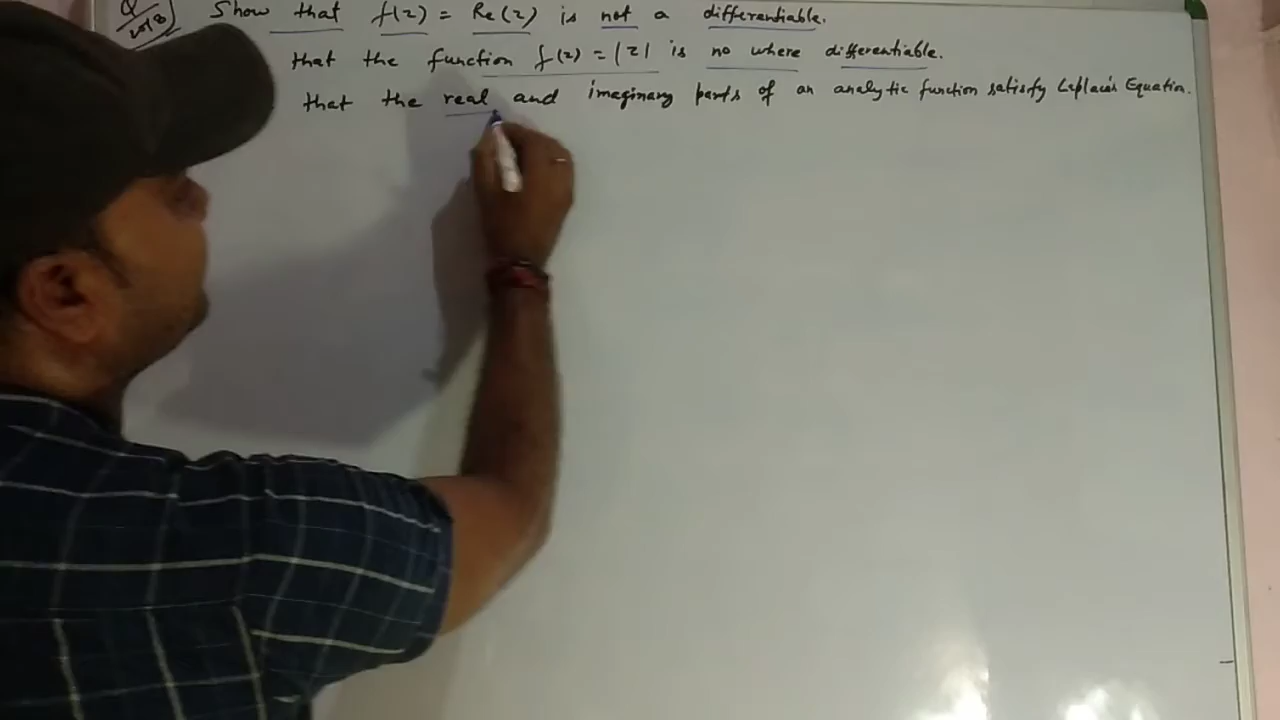 Q
2018
Show that f(z) = Re(z) is not a differentiable.
that the function f(z) = |z| is no where differentiable.
that the real and imaginary parts of an analytic function satisfy Laplace's Equation.